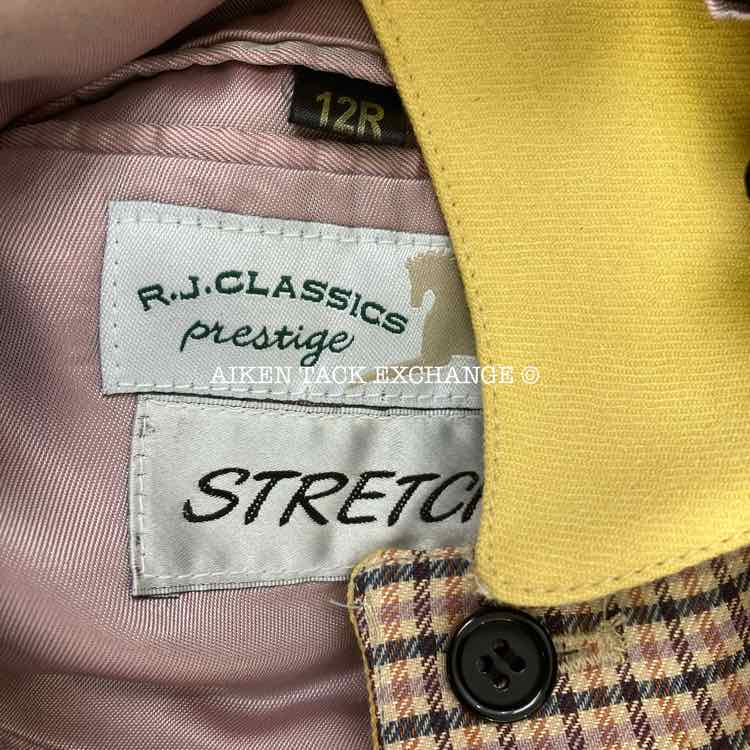 12R
R.J.CLASSICS
prestige
AIKEN TACK EXCHANGE ©
STRETC